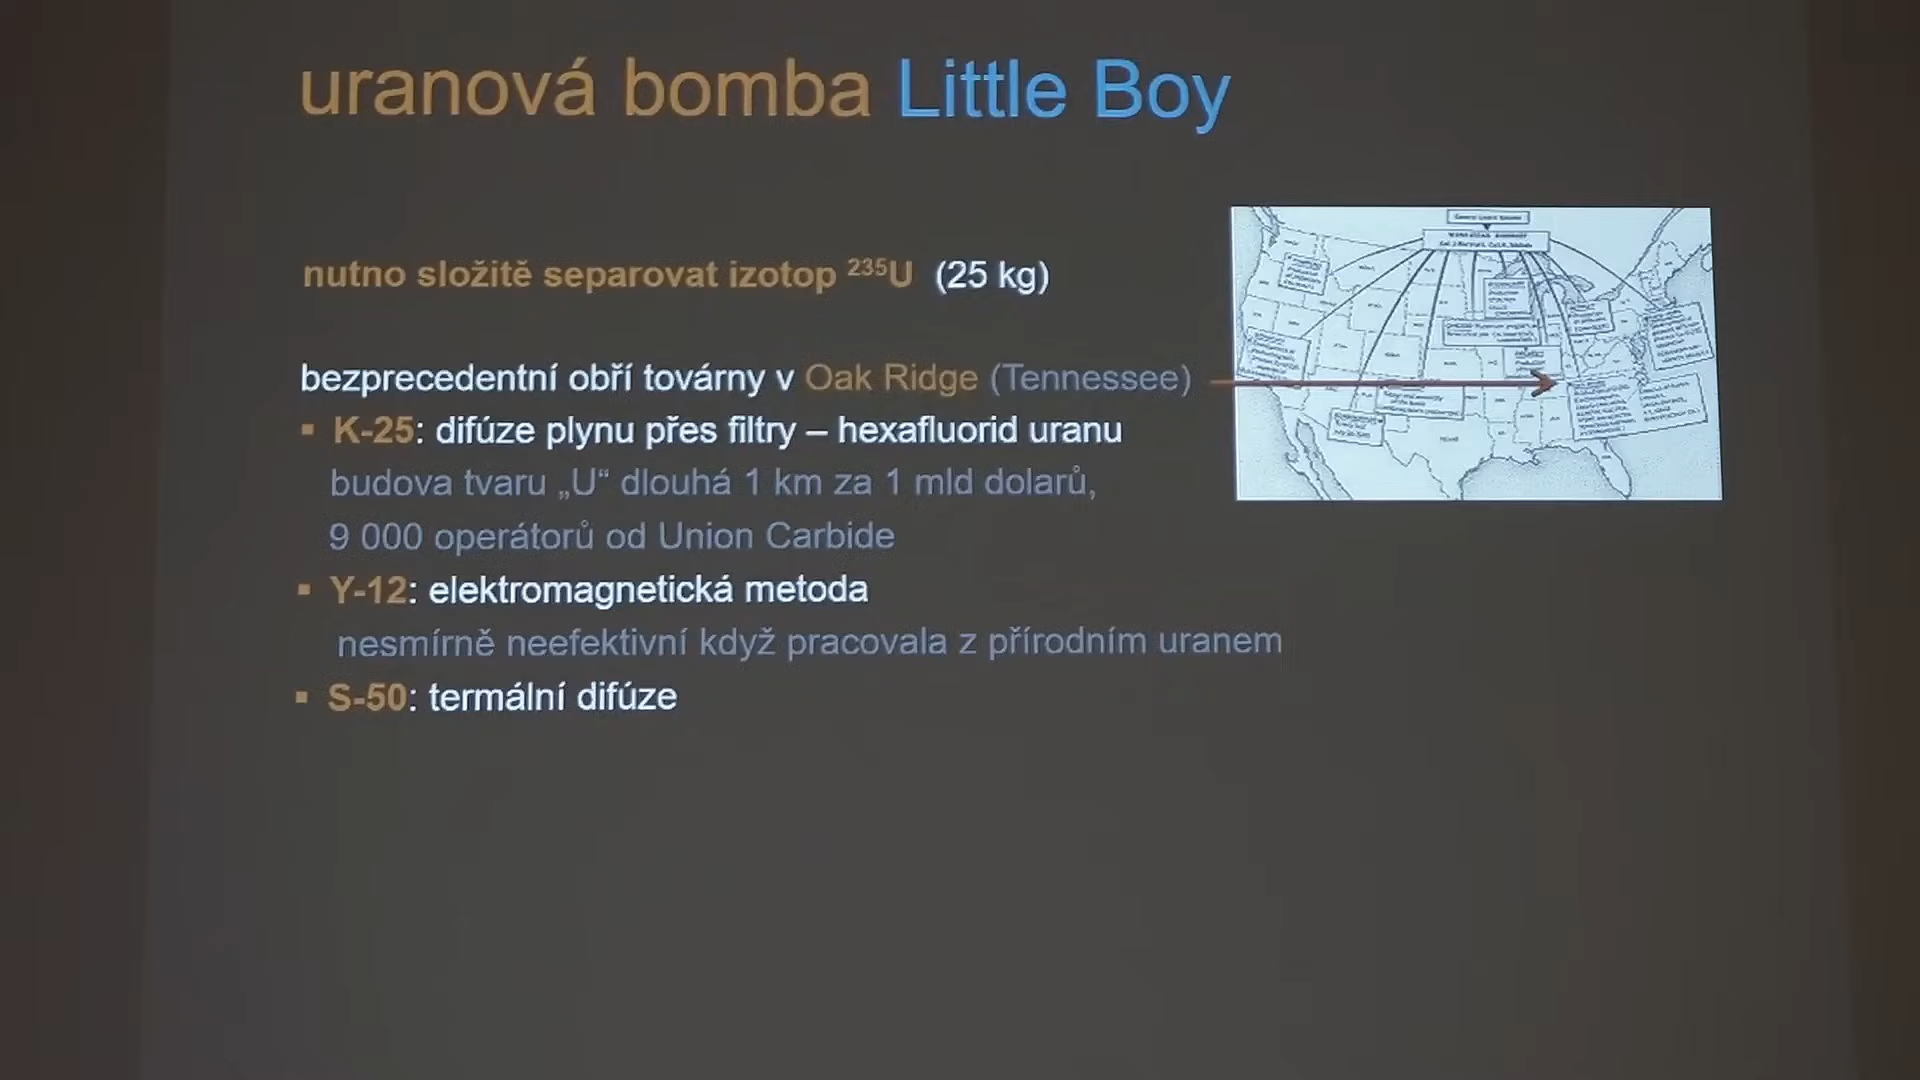 uranová bomba Little Boy
nutno složitě separovat izotop ²³⁵U (25 kg)
bezprecedentní obří továrny v Oak Ridge (Tennessee)
▪ K-25: difúze plynu přes filtry – hexafluorid uranu
budova tvaru „U“ dlouhá 1 km za 1 mld dolarů,
9 000 operátorů od Union Carbide
▪ Y-12: elektromagnetická metoda
nesmírně neefektivní když pracovala z přírodním uranem
▪ S-50: termální difúze